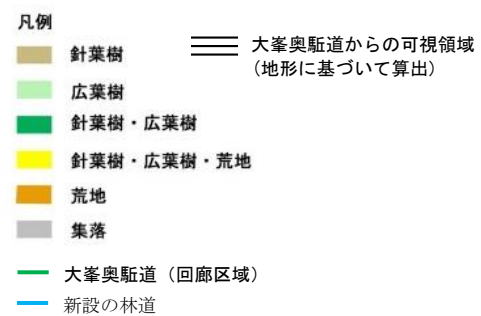 凡例
針葉樹
広葉樹
針葉樹・広葉樹
針葉樹・広葉樹・荒地
荒地
集落
大峯奥駈道（回廊区域）
新設の林道
大峯奥駈道からの可視領域
（地形に基づいて算出）